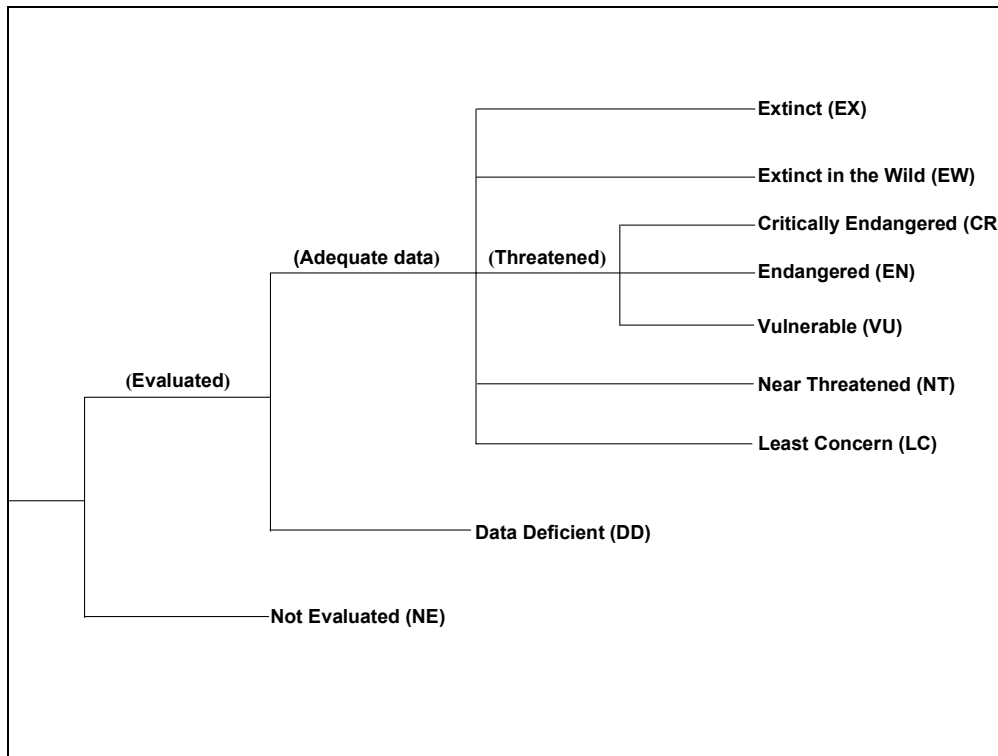 Extinct (EX)
Extinct in the Wild (EW)
Critically Endangered (CR
(Adequate data)
(Threatened)
Endangered (EN)
Vulnerable (VU)
(Evaluated)
Near Threatened (NT)
Least Concern (LC)
Data Deficient (DD)
Not Evaluated (NE)